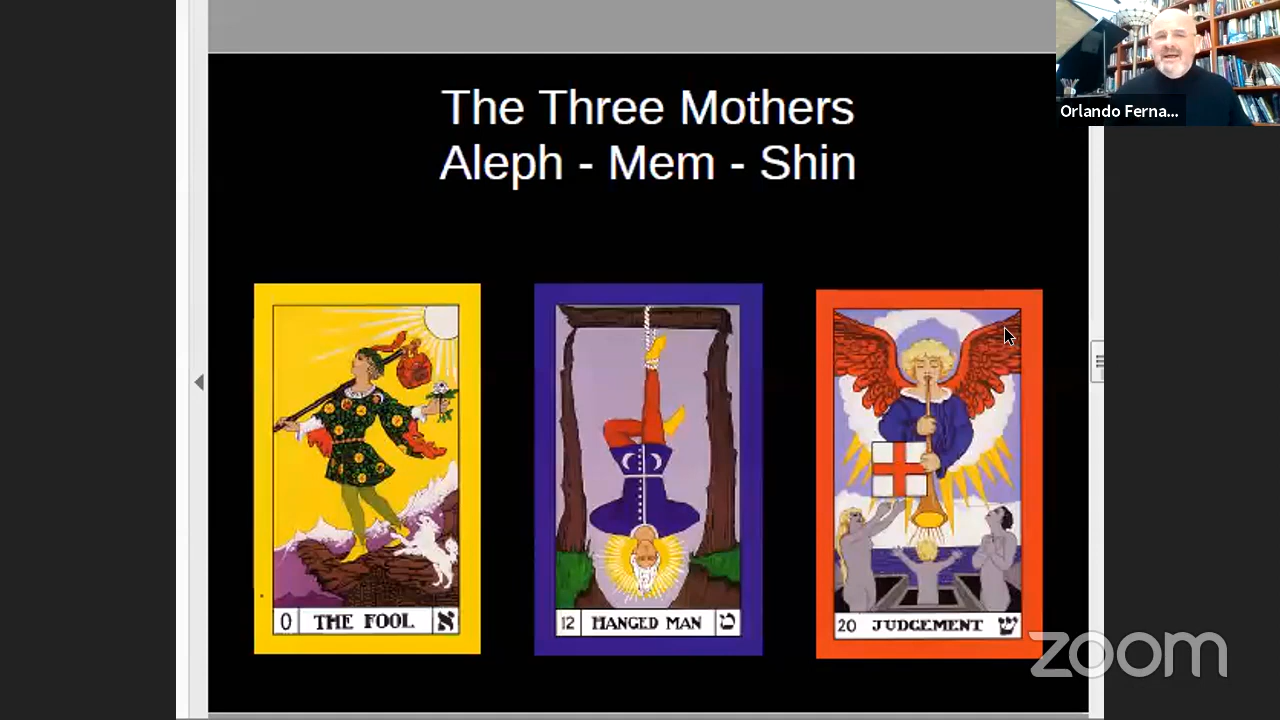 The Three Mothers
Aleph - Mem - Shin
Orlando Ferna...
0 THE FOOL א
12 HANGED MAN מ
20 JUDGEMENT ש
zoom